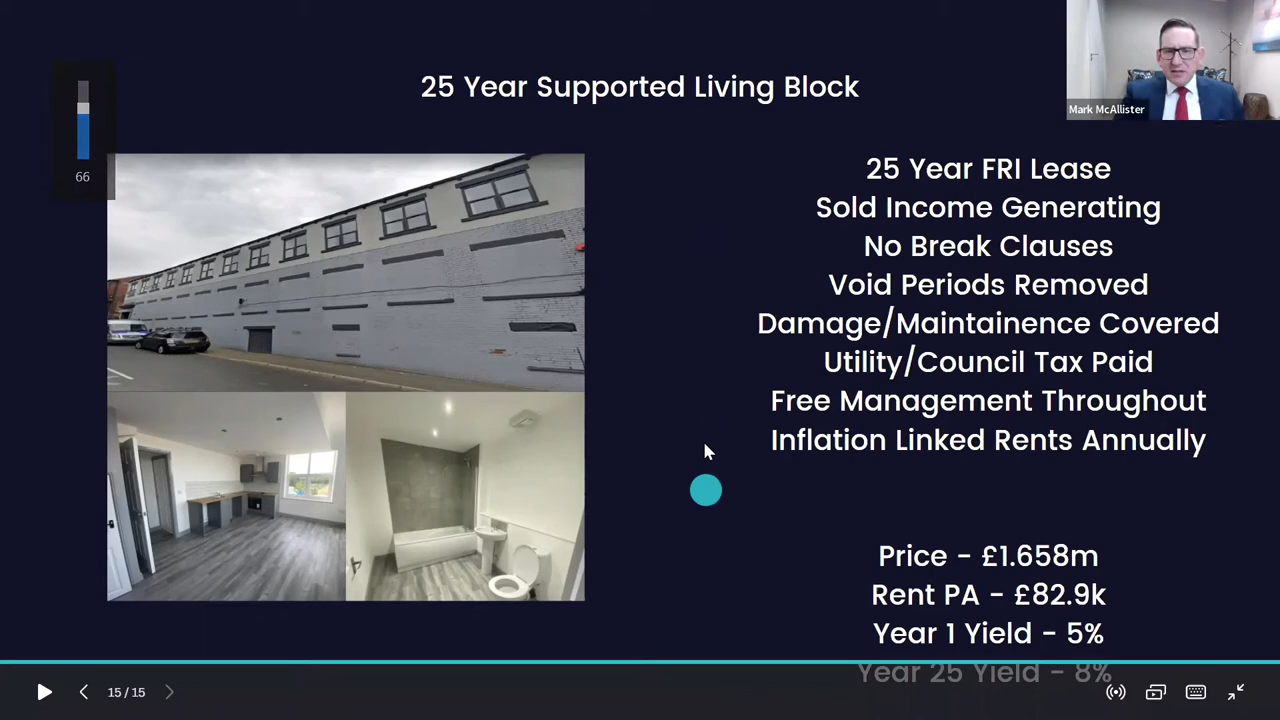 25 Year Supported Living Block
Mark McAllister
66
25 Year FRI Lease
Sold Income Generating
No Break Clauses
Void Periods Removed
Damage/Maintainence Covered
Utility/Council Tax Paid
Free Management Throughout
Inflation Linked Rents Annually
Price - £1.658m
Rent PA - £82.9k
Year 1 Yield - 5%
Year 25 Yield - 8%
15 / 15